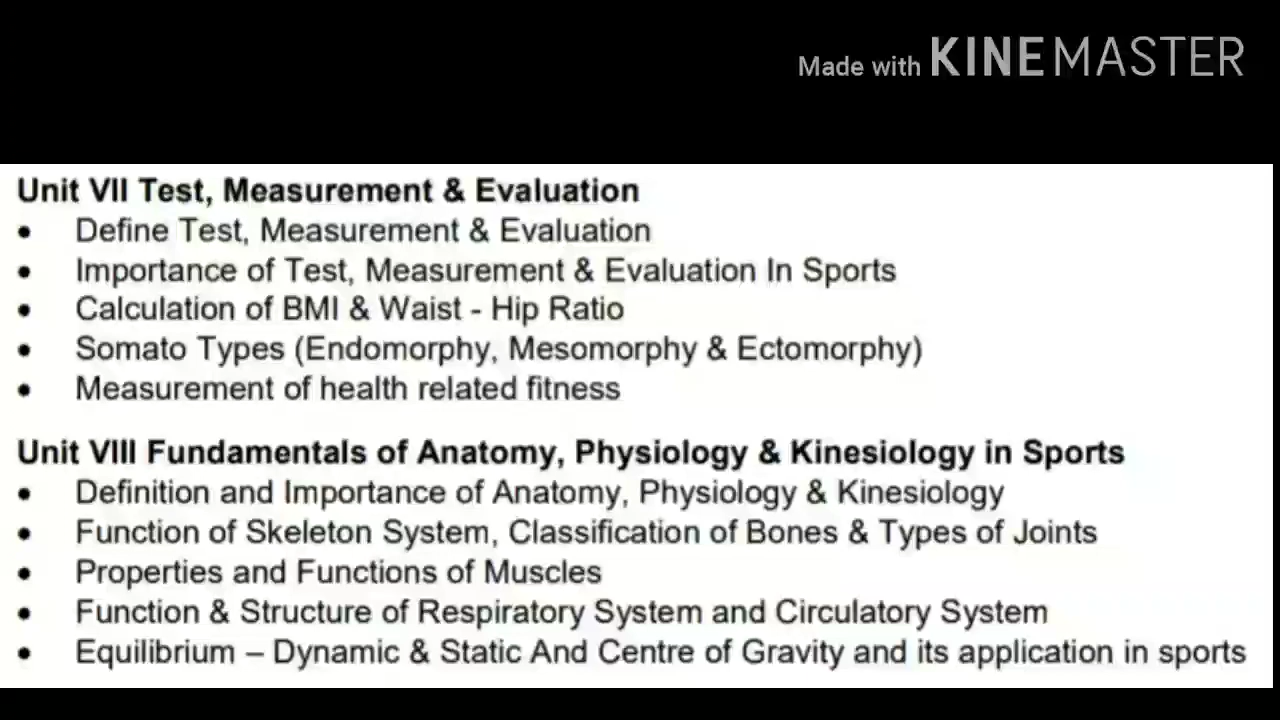 Made with KINEMASTER
Unit VII Test, Measurement & Evaluation
• Define Test, Measurement & Evaluation
• Importance of Test, Measurement & Evaluation In Sports
• Calculation of BMI & Waist - Hip Ratio
• Somato Types (Endomorphy, Mesomorphy & Ectomorphy)
• Measurement of health related fitness
Unit VIII Fundamentals of Anatomy, Physiology & Kinesiology in Sports
• Definition and Importance of Anatomy, Physiology & Kinesiology
• Function of Skeleton System, Classification of Bones & Types of Joints
• Properties and Functions of Muscles
• Function & Structure of Respiratory System and Circulatory System
• Equilibrium – Dynamic & Static And Centre of Gravity and its application in sports